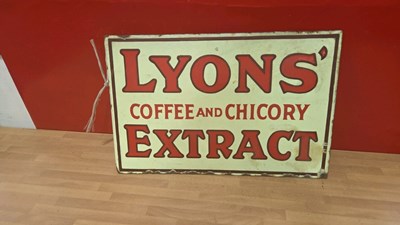 LYONS'
COFFEE AND CHICORY
EXTRACT